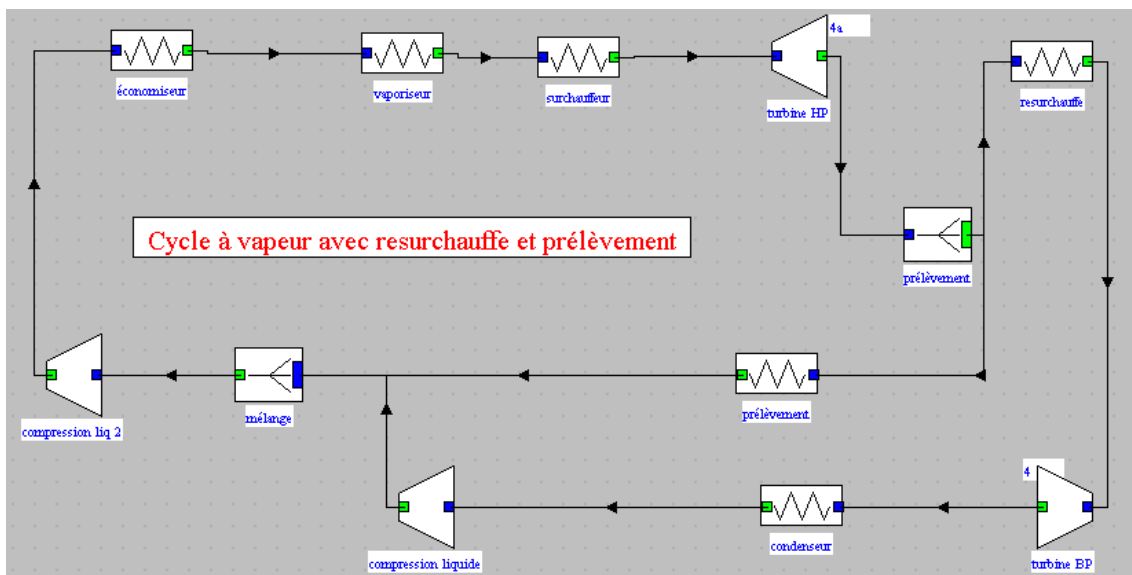 4a
économiseur
vaporiseur
surchauffeur
turbine HP
resurchauffe
Cycle à vapeur avec resurchauffe et prélèvement
prélèvement
mélange
prélèvement
compression liq 2
4
compression liquide
condenseur
turbine BP